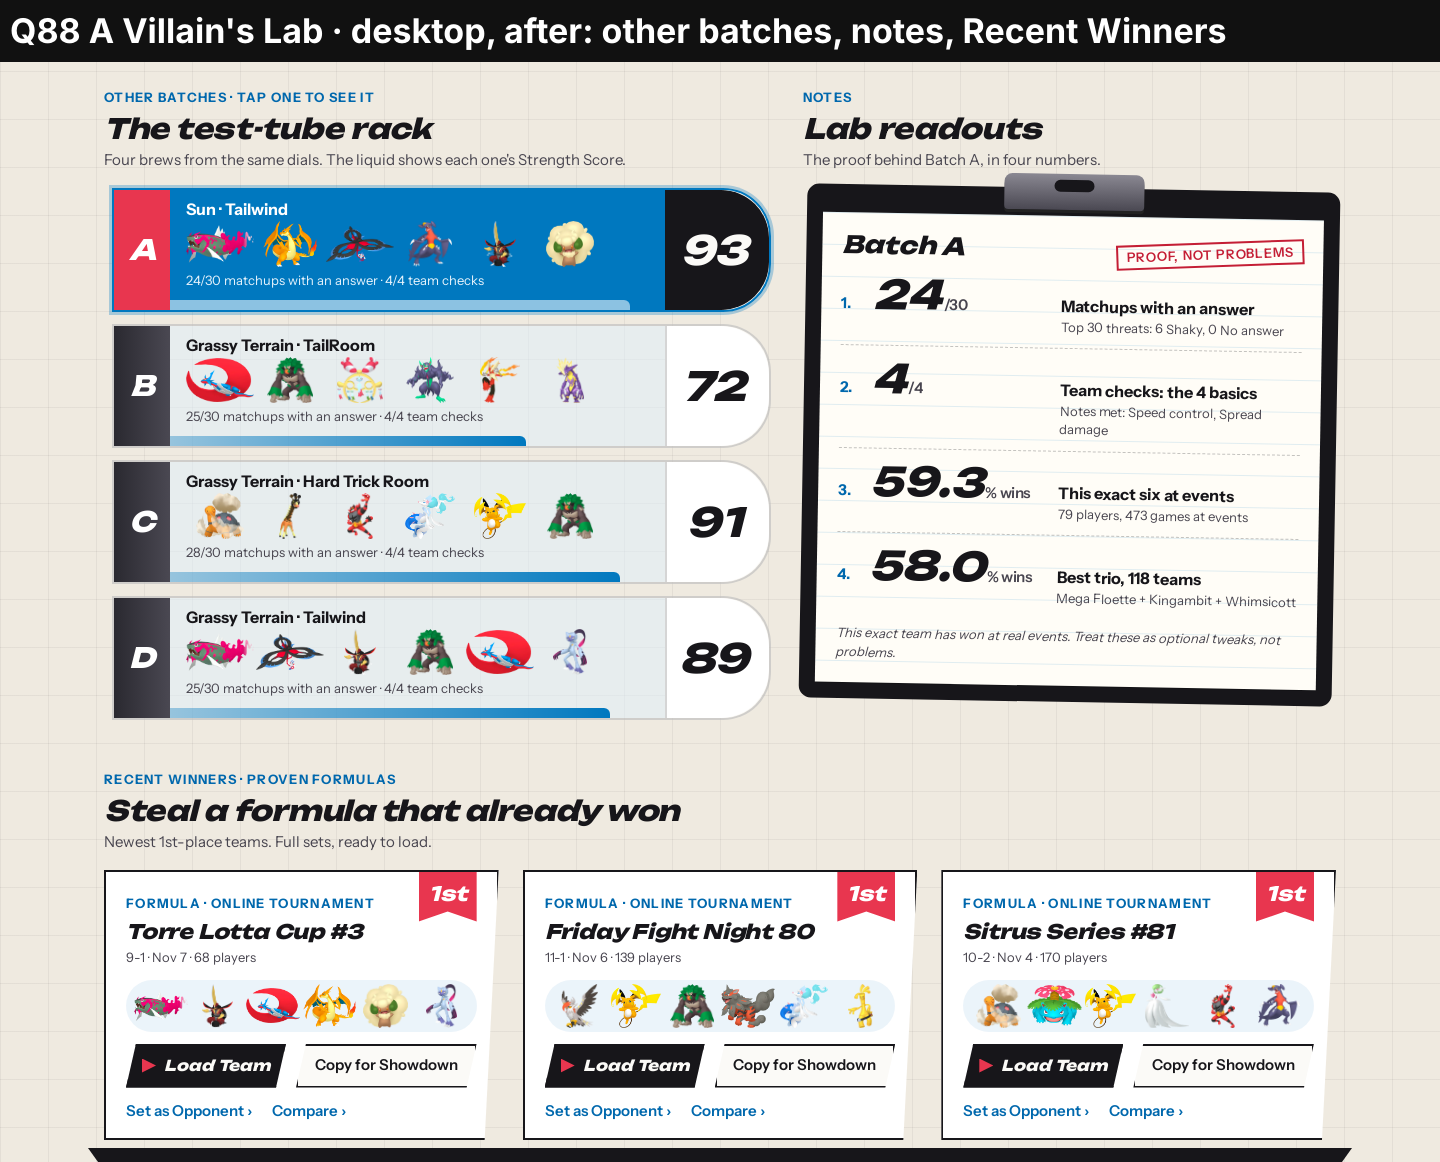 Q88 A Villain's Lab · desktop, after: other batches, notes, Recent Winners
OTHER BATCHES · TAP ONE TO SEE IT
The test-tube rack
Four brews from the same dials. The liquid shows each one's Strength Score.
A
Sun · Tailwind
24/30 matchups with an answer · 4/4 team checks
93
B
Grassy Terrain · TailRoom
25/30 matchups with an answer · 4/4 team checks
72
C
Grassy Terrain · Hard Trick Room
28/30 matchups with an answer · 4/4 team checks
91
D
Grassy Terrain · Tailwind
25/30 matchups with an answer · 4/4 team checks
89
NOTES
Lab readouts
The proof behind Batch A, in four numbers.
Batch A
PROOF, NOT PROBLEMS
1. 24/30 Matchups with an answer
Top 30 threats: 6 Shaky, 0 No answer
2. 4/4 Team checks: the 4 basics
Notes met: Speed control, Spread
damage
3. 59.3% wins This exact six at events
79 players, 473 games at events
4. 58.0% wins Best trio, 118 teams
Mega Floette + Kingambit + Whimsicott
This exact team has won at real events. Treat these as optional tweaks, not
problems.
RECENT WINNERS · PROVEN FORMULAS
Steal a formula that already won
Newest 1st-place teams. Full sets, ready to load.
1st
FORMULA · ONLINE TOURNAMENT
Torre Lotta Cup #3
9-1 · Nov 7 · 68 players
Load Team
Copy for Showdown
Set as Opponent › Compare ›
1st
FORMULA · ONLINE TOURNAMENT
Friday Fight Night 80
11-1 · Nov 6 · 139 players
Load Team
Copy for Showdown
Set as Opponent › Compare ›
1st
FORMULA · ONLINE TOURNAMENT
Sitrus Series #81
10-2 · Nov 4 · 170 players
Load Team
Copy for Showdown
Set as Opponent › Compare ›